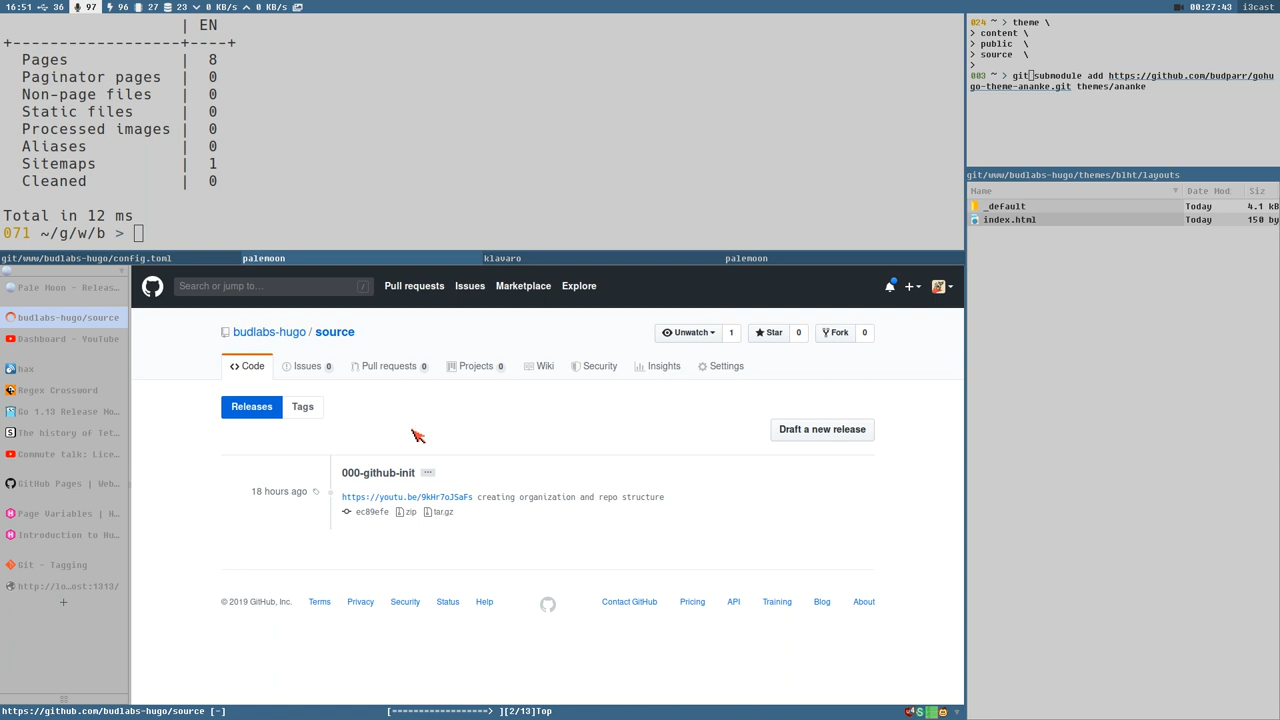 16:51 36 97 96 27 23 0 KB/s 0 KB/s 00:27:43 i3cast
| EN
+------------------+----+
Pages | 8
Paginator pages | 0
Non-page files | 0
Static files | 0
Processed images | 0
Aliases | 0
Sitemaps | 1
Cleaned | 0
Total in 12 ms
071 ~/g/w/b >
024 ~ > theme \
> content \
> public \
> source \
>
003 ~ > git submodule add https://github.com/budparr/gohu
go-theme-ananke.git themes/ananke
git/www/budlabs-hugo/themes/blht/layouts
Name Date Mod Siz
_default Today 4.1 kB
index.html Today 150 by
git/www/budlabs-hugo/config.toml palemoon klavaro palemoon
Pale Moon - Releas...
budlabs-hugo/source
Dashboard - YouTube
hax
Regex Crossword
Go 1.13 Release Mo...
The history of Tet...
Commute talk: Lice...
GitHub Pages | Web...
Page Variables | H...
Introduction to Hu...
Git - Tagging
http://lo...ost:1313/
Search or jump to... / Pull requests Issues Marketplace Explore
budlabs-hugo / source Unwatch 1 Star 0 Fork 0
Code Issues 0 Pull requests 0 Projects 0 Wiki Security Insights Settings
Releases Tags
Draft a new release
000-github-init ...
18 hours ago
https://youtu.be/9kHr7oJSaFs creating organization and repo structure
ec89efe zip tar.gz
© 2019 GitHub, Inc. Terms Privacy Security Status Help Contact GitHub Pricing API Training Blog About
https://github.com/budlabs-hugo/source [-] [==================> ][2/13]Top